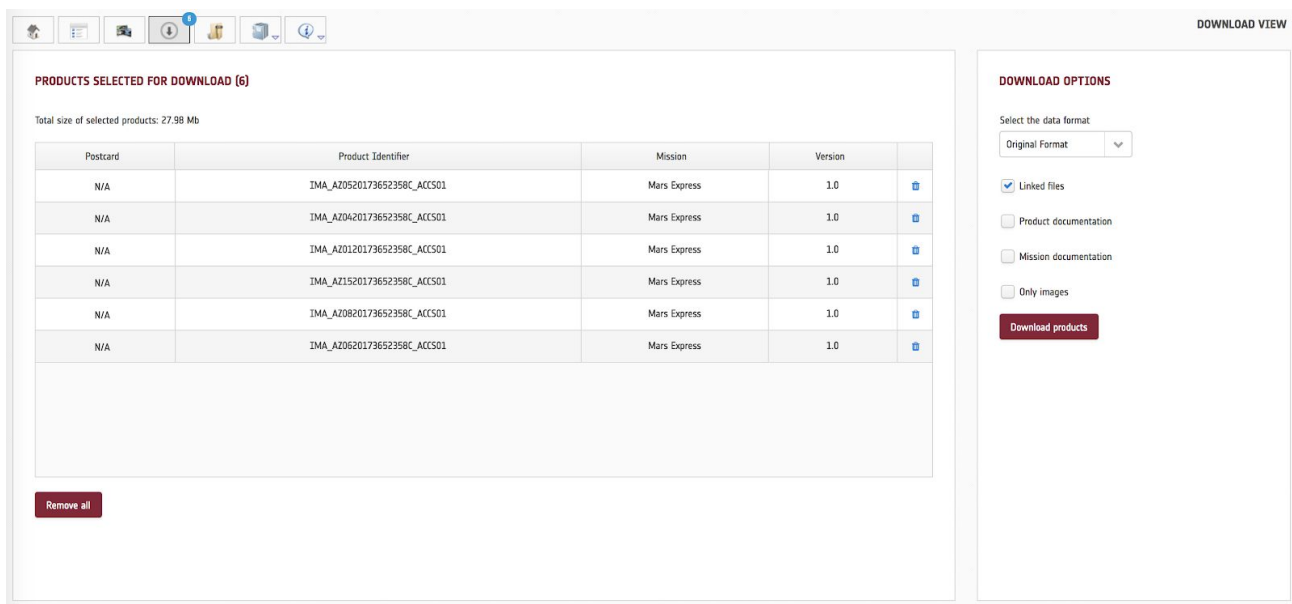 6
DOWNLOAD VIEW
PRODUCTS SELECTED FOR DOWNLOAD (6)
Total size of selected products: 27.98 Mb
Postcard Product Identifier Mission Version
N/A IMA_AZ0520173652358C_ACCS01 Mars Express 1.0
N/A IMA_AZ0420173652358C_ACCS01 Mars Express 1.0
N/A IMA_AZ0120173652358C_ACCS01 Mars Express 1.0
N/A IMA_AZ1520173652358C_ACCS01 Mars Express 1.0
N/A IMA_AZ0820173652358C_ACCS01 Mars Express 1.0
N/A IMA_AZ0620173652358C_ACCS01 Mars Express 1.0
Remove all
DOWNLOAD OPTIONS
Select the data format
Original Format
Linked files
Product documentation
Mission documentation
Only images
Download products